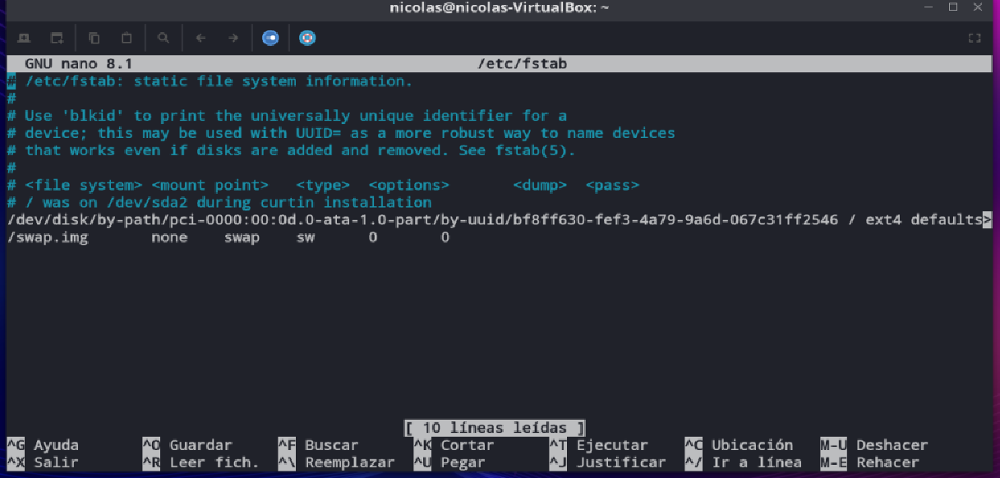 nicolas@nicolas-VirtualBox: ~
GNU nano 8.1 /etc/fstab
# /etc/fstab: static file system information.
#
# Use 'blkid' to print the universally unique identifier for a
# device; this may be used with UUID= as a more robust way to name devices
# that works even if disks are added and removed. See fstab(5).
#
# <file system> <mount point>   <type>  <options>       <dump>  <pass>
# / was on /dev/sda2 during curtin installation
/dev/disk/by-path/pci-0000:00:0d.0-ata-1.0-part/by-uuid/bf8ff630-fef3-4a79-9a6d-067c31ff2546 / ext4 defaults>
/swap.img       none    swap    sw      0       0
[ 10 líneas leídas ]
^G Ayuda ^O Guardar ^F Buscar ^K Cortar ^T Ejecutar ^C Ubicación M-U Deshacer
^X Salir ^R Leer fich. ^\ Reemplazar ^U Pegar ^J Justificar ^/ Ir a línea M-E Rehacer